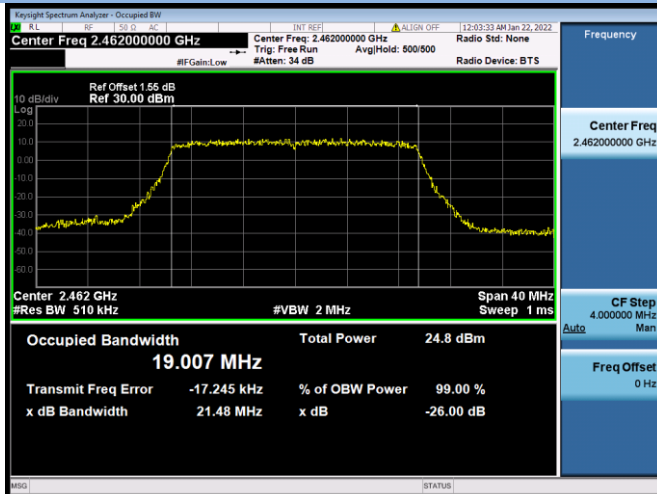 Keysight Spectrum Analyzer - Occupied BW
RL RF 50 Ω AC INT REF ALIGN OFF 12:03:33 AM Jan 22, 2022
Center Freq 2.462000000 GHz
Center Freq: 2.462000000 GHz
Radio Std: None
Trig: Free Run Avg|Hold: 500/500
#IFGain:Low #Atten: 34 dB Radio Device: BTS
Ref Offset 1.55 dB
10 dB/div Ref 30.00 dBm
Log
20.0
10.0
0.00
-10.0
-20.0
-30.0
-40.0
-50.0
-60.0
Center 2.462 GHz Span 40 MHz
#Res BW 510 kHz #VBW 2 MHz Sweep 1 ms
Occupied Bandwidth Total Power 24.8 dBm
19.007 MHz
Transmit Freq Error -17.245 kHz % of OBW Power 99.00 %
x dB Bandwidth 21.48 MHz x dB -26.00 dB
MSG STATUS
Frequency
Center Freq
2.462000000 GHz
CF Step
4.000000 MHz
Auto Man
Freq Offset
0 Hz